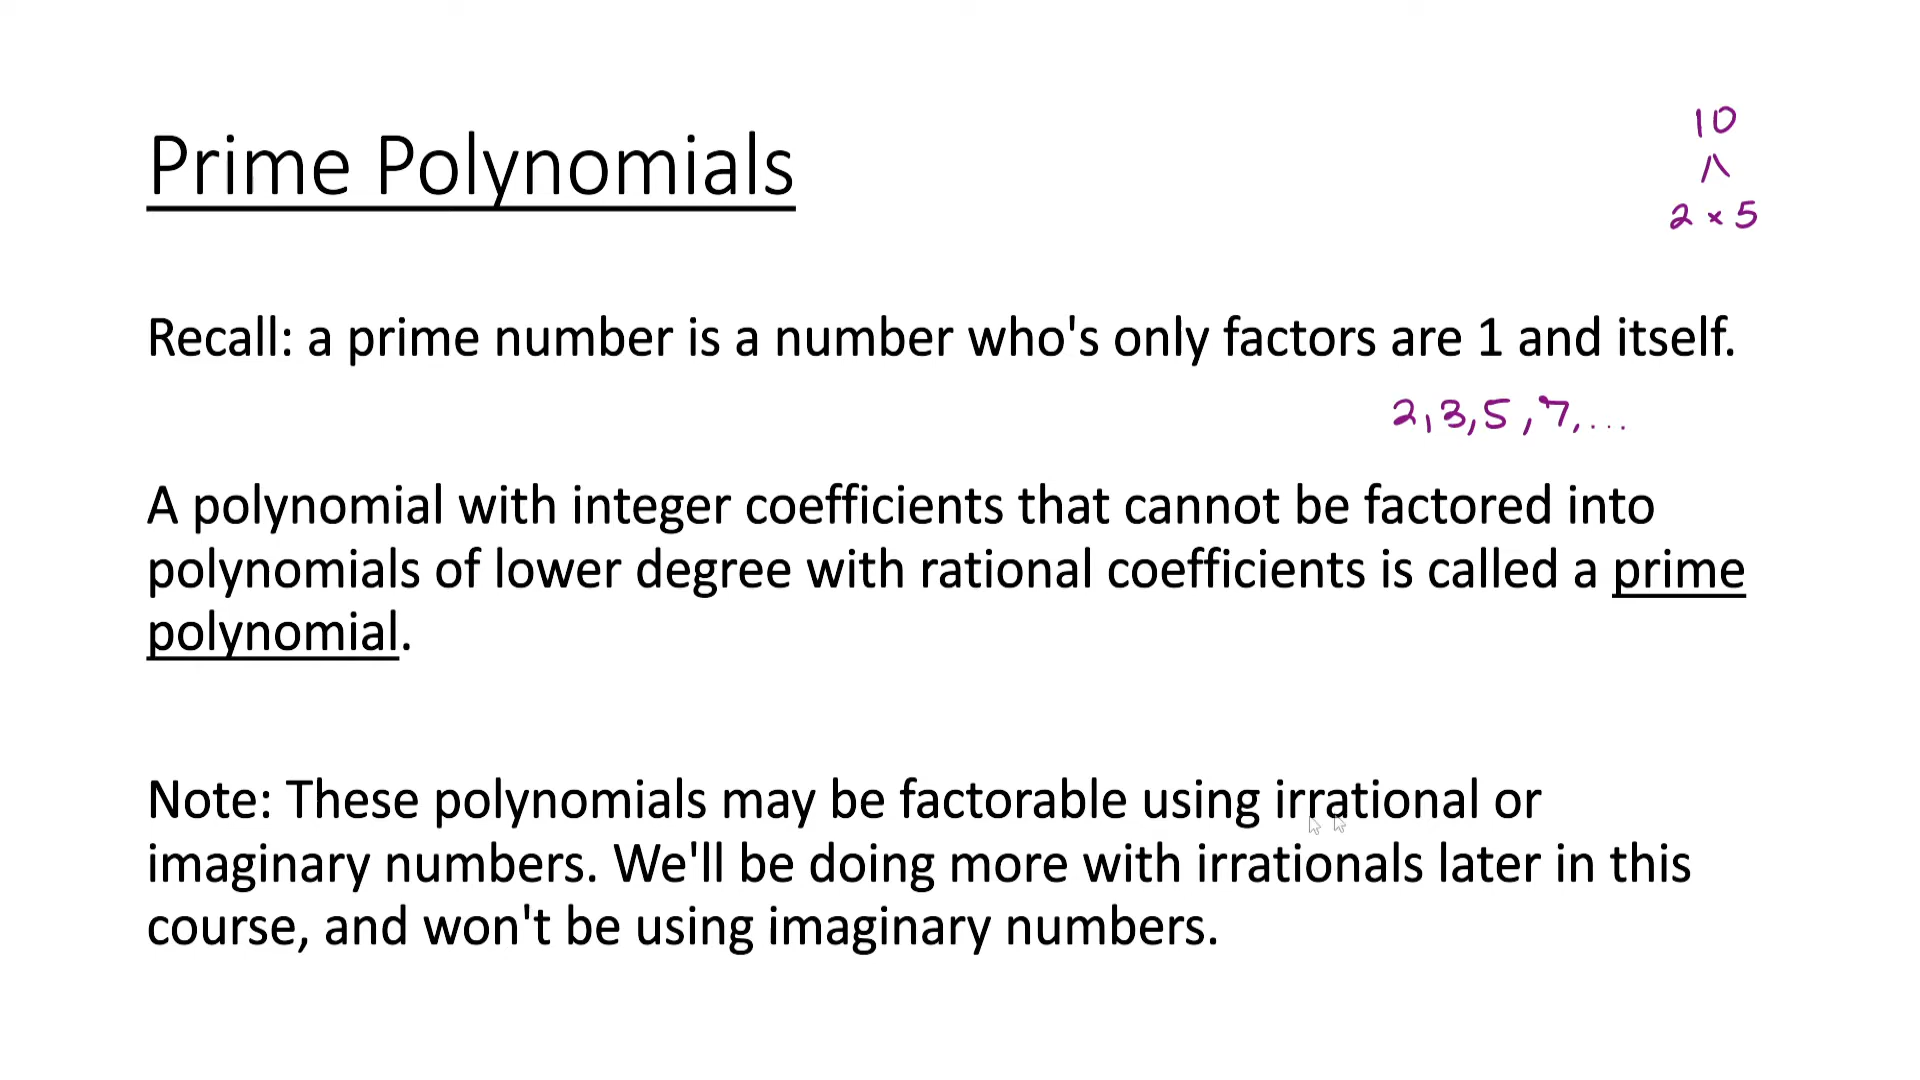 Prime Polynomials
10
∧
2 × 5
Recall: a prime number is a number who's only factors are 1 and itself.
2,3,5,7,...
A polynomial with integer coefficients that cannot be factored into
polynomials of lower degree with rational coefficients is called a prime
polynomial.
Note: These polynomials may be factorable using irrational or
imaginary numbers. We'll be doing more with irrationals later in this
course, and won't be using imaginary numbers.